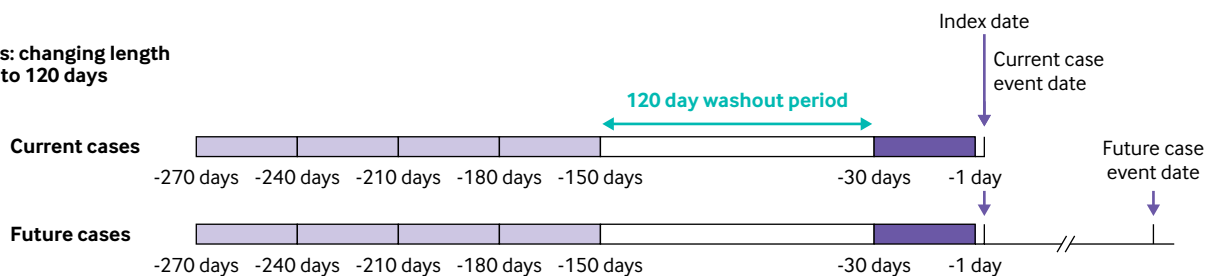 Index date
s: changing length
to 120 days
Current case
event date
120 day washout period
Current cases
Future case
event date
-270 days -240 days -210 days -180 days -150 days -30 days -1 day
Future cases
-270 days -240 days -210 days -180 days -150 days -30 days -1 day